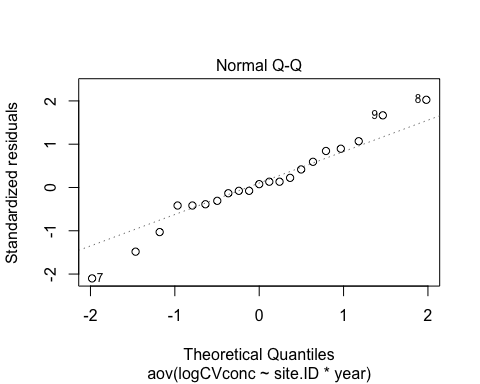 Normal Q-Q
Standardized residuals
2
1
0
-1
-2
8
9
7
-2 -1 0 1 2
Theoretical Quantiles
aov(logCVconc ~ site.ID * year)